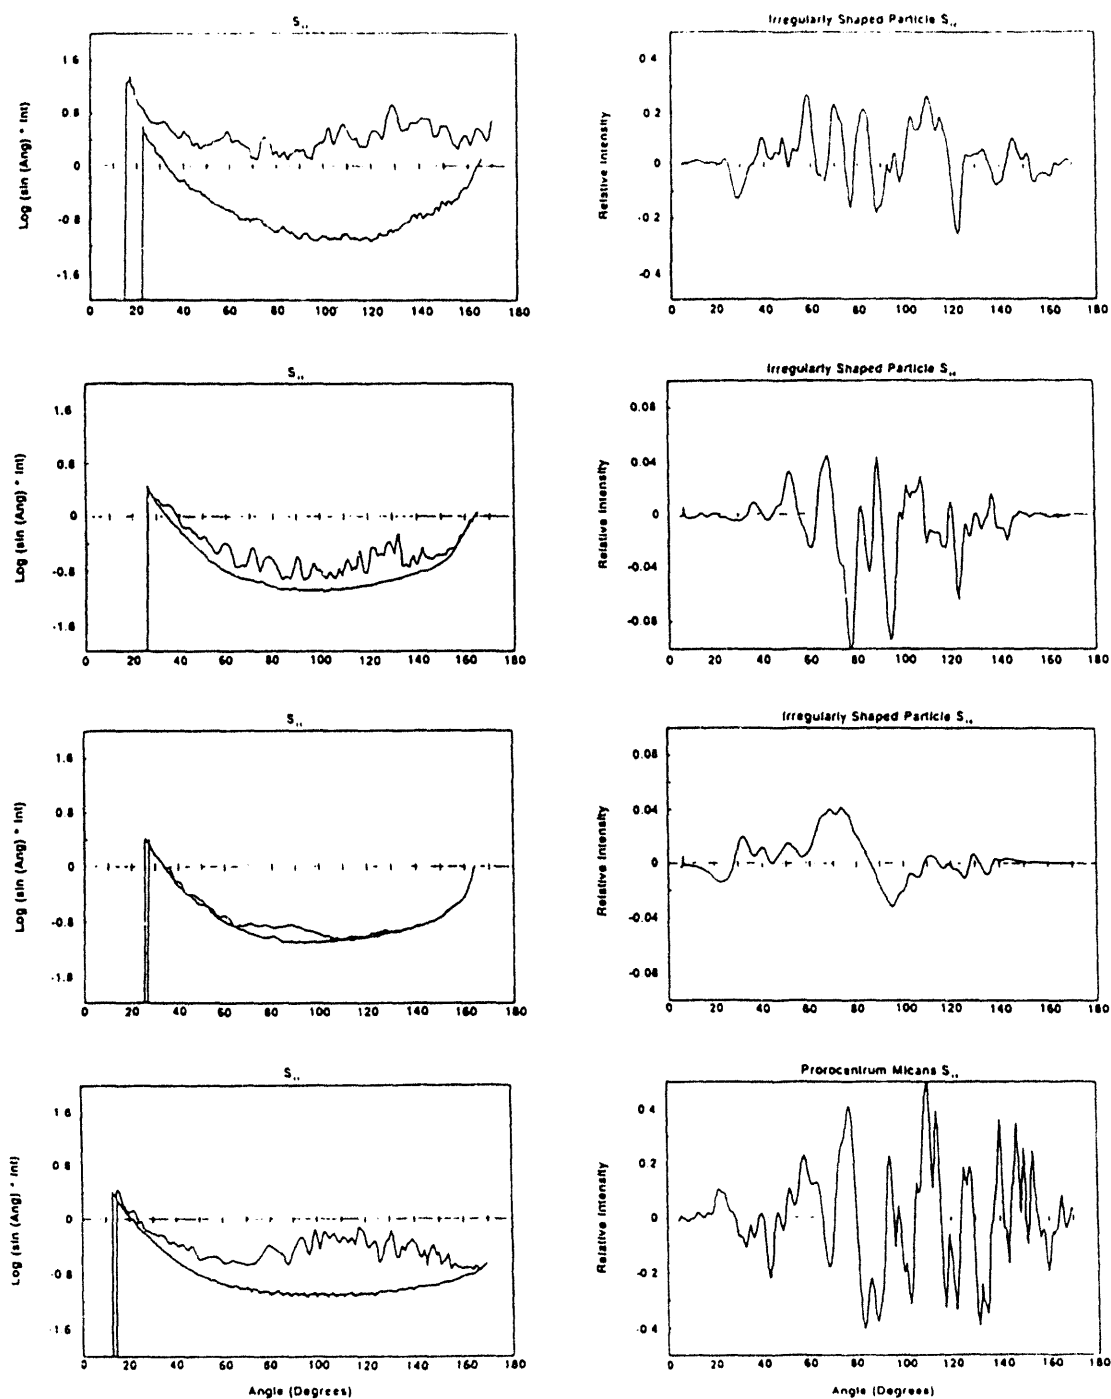 S₁₁
Log (sin (Ang) * Int)
1 6
0.8
0
-0.8
-1.6
0 20 40 60 80 100 120 140 160 180
Irregularly Shaped Particle S₁₄
Relative Intensity
0 4
0.2
0
0.2
-0 4
0 20 40 60 80 100 120 140 160 180
S₁₁
Log (sin (Ang) * Int)
1.6
0.8
0
-0.8
-1.6
0 20 40 60 80 100 120 140 160 180
Irregularly Shaped Particle S₁₄
Relative Intensity
0.08
0.04
0
-0.04
-0.08
0 20 40 60 80 100 120 140 160 180
S₁₁
Log (sin (Ang) * Int)
1.6
0.8
0
-0.8
-1.6
0 20 40 60 80 100 120 140 160 180
Irregularly Shaped Particle S₁₄
Relative Intensity
0.08
0.04
0
-0.04
-0.08
0 20 40 60 80 100 120 140 160 180
S₁₁
Log (sin (Ang) * Int)
1 6
0 8
0
-0.8
-1.6
0 20 40 60 80 100 120 140 160 180
Angle (Degrees)
Prorocentrum Micans S₁₄
Relative Intensity
0 4
0.2
0
-0.2
-0.4
0 20 40 60 80 100 120 140 160 180
Angle (Degrees)